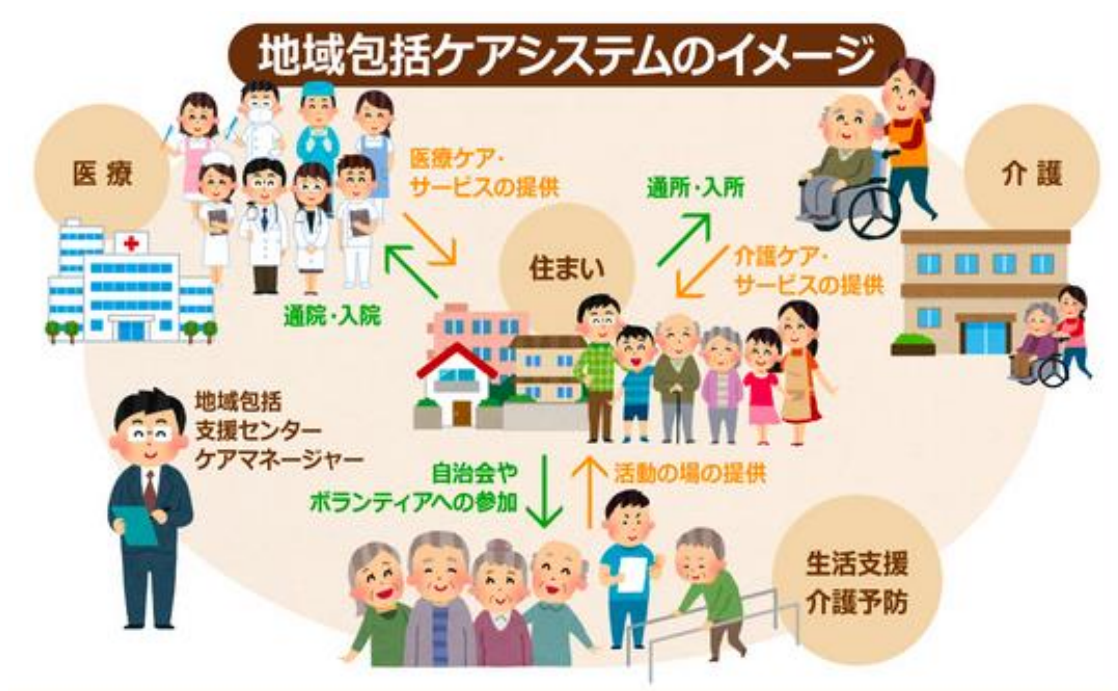 地域包括ケアシステムのイメージ
医療
医療ケア・
サービスの提供
通院・入院
住まい
通所・入所
介護ケア・
サービスの提供
介護
地域包括
支援センター
ケアマネージャー
自治会や
ボランティアへの参加
活動の場の提供
生活支援
介護予防